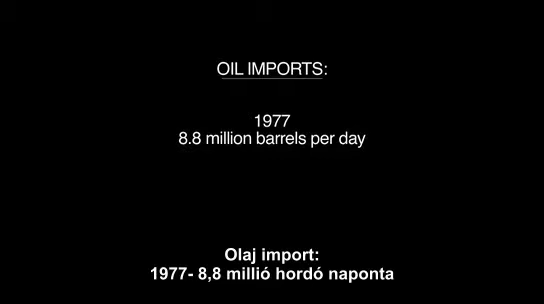 OIL IMPORTS:
1977
8.8 million barrels per day
Olaj import:
1977- 8,8 millió hordó naponta